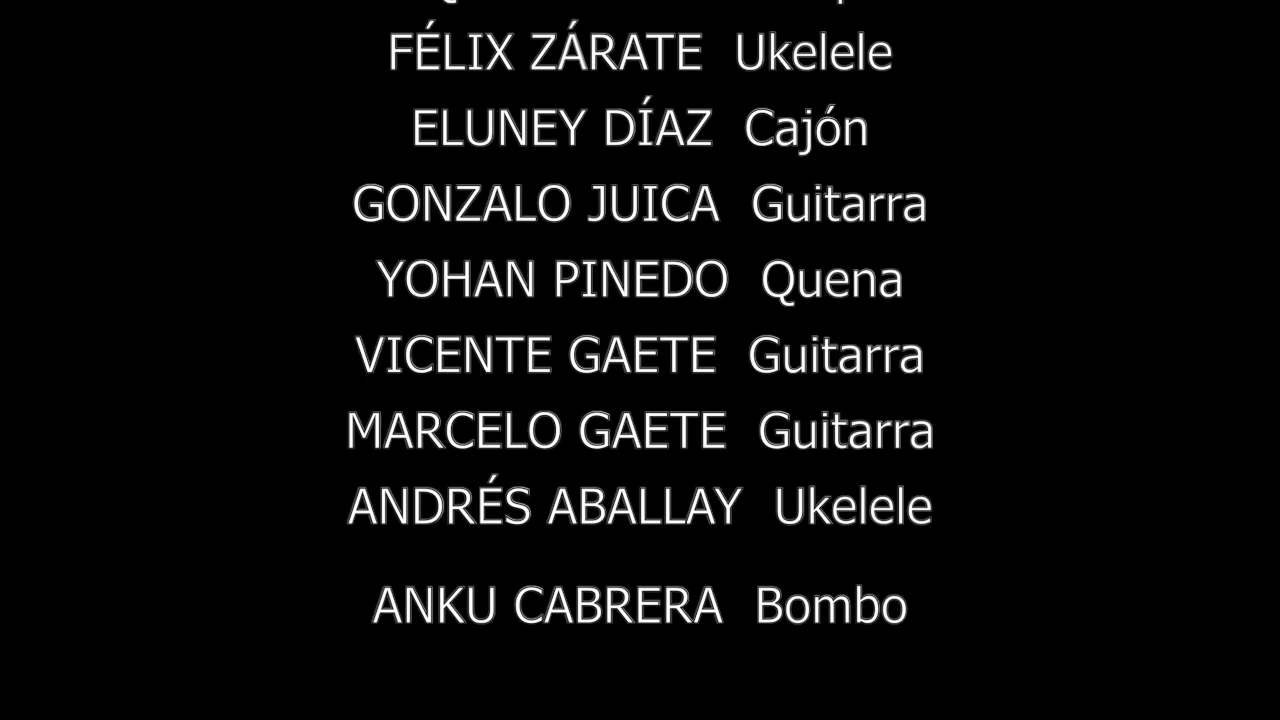 FÉLIX ZÁRATE Ukelele
ELUNEY DÍAZ Cajón
GONZALO JUICA Guitarra
YOHAN PINEDO Quena
VICENTE GAETE Guitarra
MARCELO GAETE Guitarra
ANDRÉS ABALLAY Ukelele
ANKU CABRERA Bombo